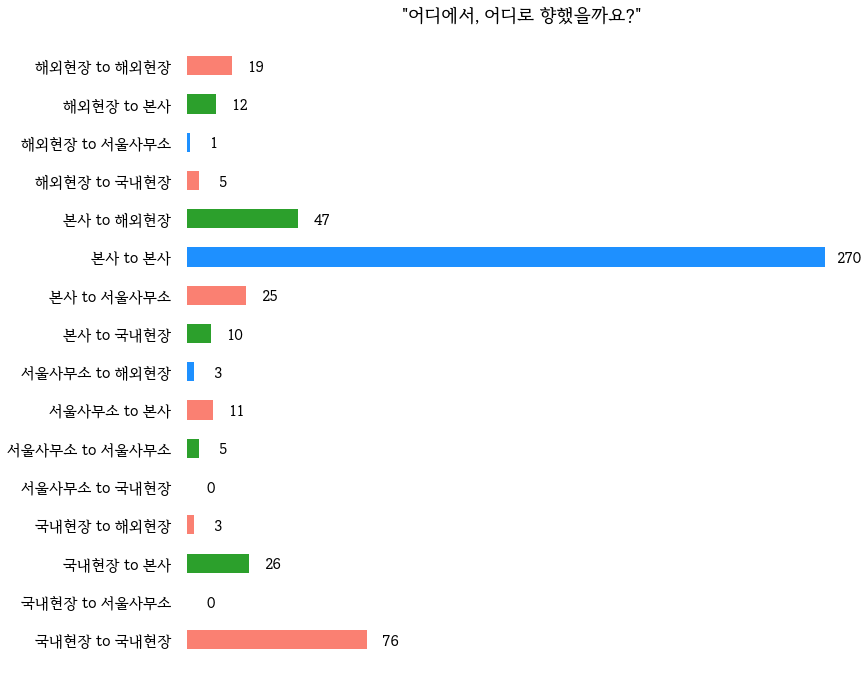 "어디에서, 어디로 향했을까요?"
해외현장 to 해외현장 19
해외현장 to 본사 12
해외현장 to 서울사무소 1
해외현장 to 국내현장 5
본사 to 해외현장 47
본사 to 본사 270
본사 to 서울사무소 25
본사 to 국내현장 10
서울사무소 to 해외현장 3
서울사무소 to 본사 11
서울사무소 to 서울사무소 5
서울사무소 to 국내현장 0
국내현장 to 해외현장 3
국내현장 to 본사 26
국내현장 to 서울사무소 0
국내현장 to 국내현장 76